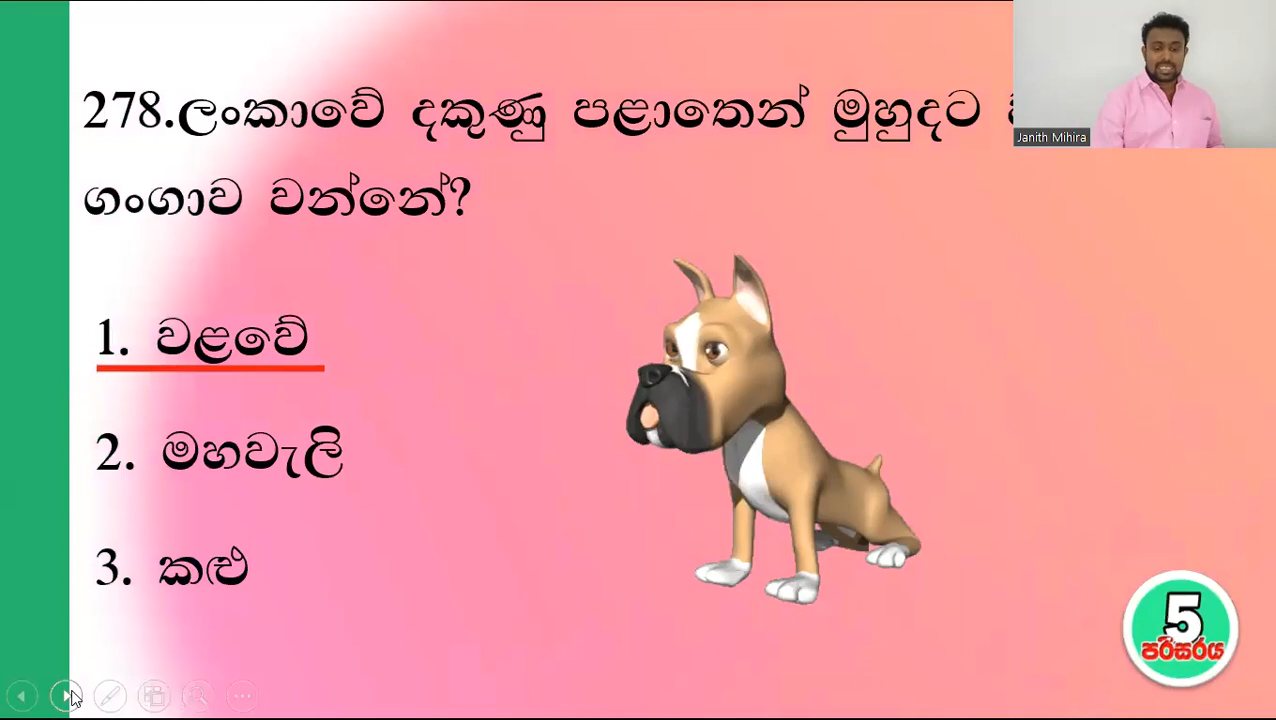 278.ලංකාවේ දකුණු පළාතෙන් මුහුදට
ගංගාව වන්නේ?
1. වළවේ
2. මහවැලි
3. කළු
Janith Mihira
5
පරිසරය